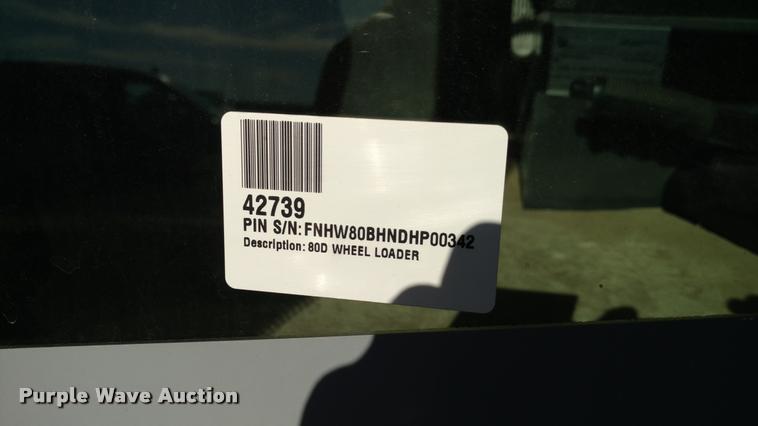 42739
PIN S/N: FNHW80BHNDHP00342
Description: 80D WHEEL LOADER
Purple Wave Auction®